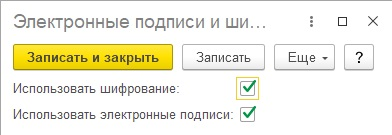 Электронные подписи и ши...
Записать и закрыть Записать Еще ?
Использовать шифрование:
Использовать электронные подписи: